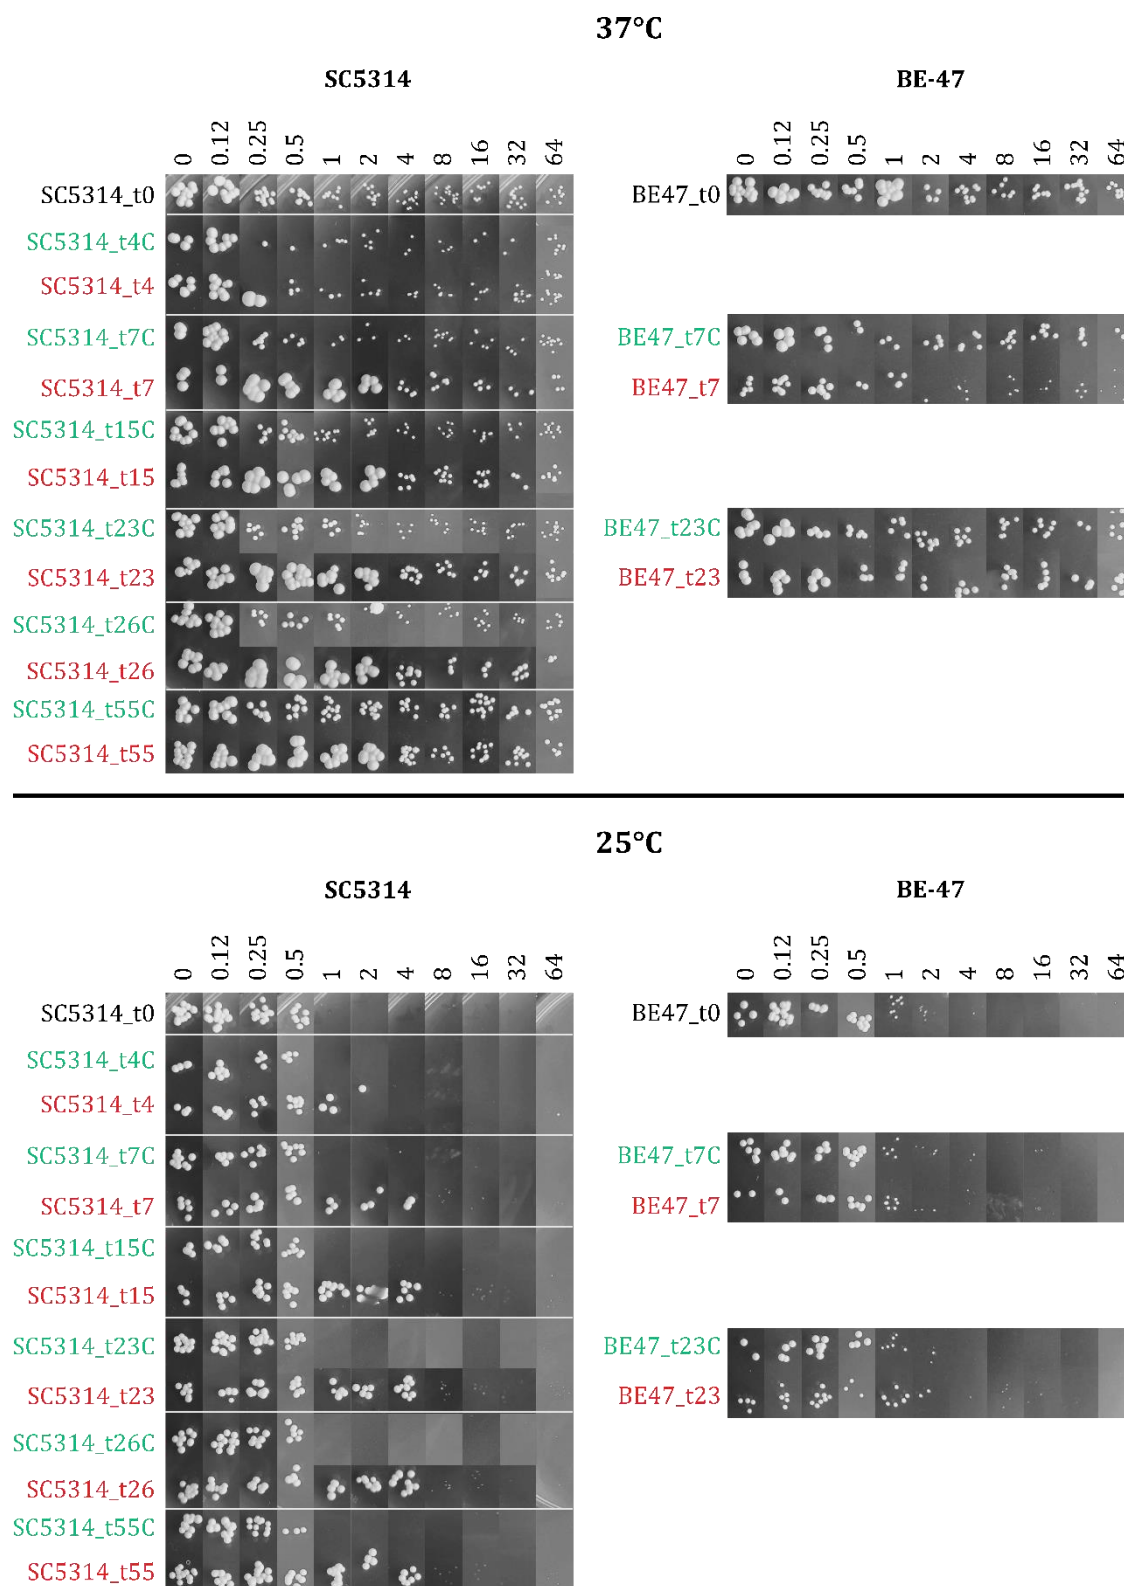 37°C
SC5314 BE-47
0 0.12 0.25 0.5 1 2 4 8 16 32 64 0 0.12 0.25 0.5 1 2 4 8 16 32 64
SC5314_t0 BE47_t0
SC5314_t4C
SC5314_t4
SC5314_t7C BE47_t7C
SC5314_t7 BE47_t7
SC5314_t15C
SC5314_t15
SC5314_t23C BE47_t23C
SC5314_t23 BE47_t23
SC5314_t26C
SC5314_t26
SC5314_t55C
SC5314_t55
25°C
SC5314 BE-47
0 0.12 0.25 0.5 1 2 4 8 16 32 64 0 0.12 0.25 0.5 1 2 4 8 16 32 64
SC5314_t0 BE47_t0
SC5314_t4C
SC5314_t4
SC5314_t7C BE47_t7C
SC5314_t7 BE47_t7
SC5314_t15C
SC5314_t15
SC5314_t23C BE47_t23C
SC5314_t23 BE47_t23
SC5314_t26C
SC5314_t26
SC5314_t55C
SC5314_t55